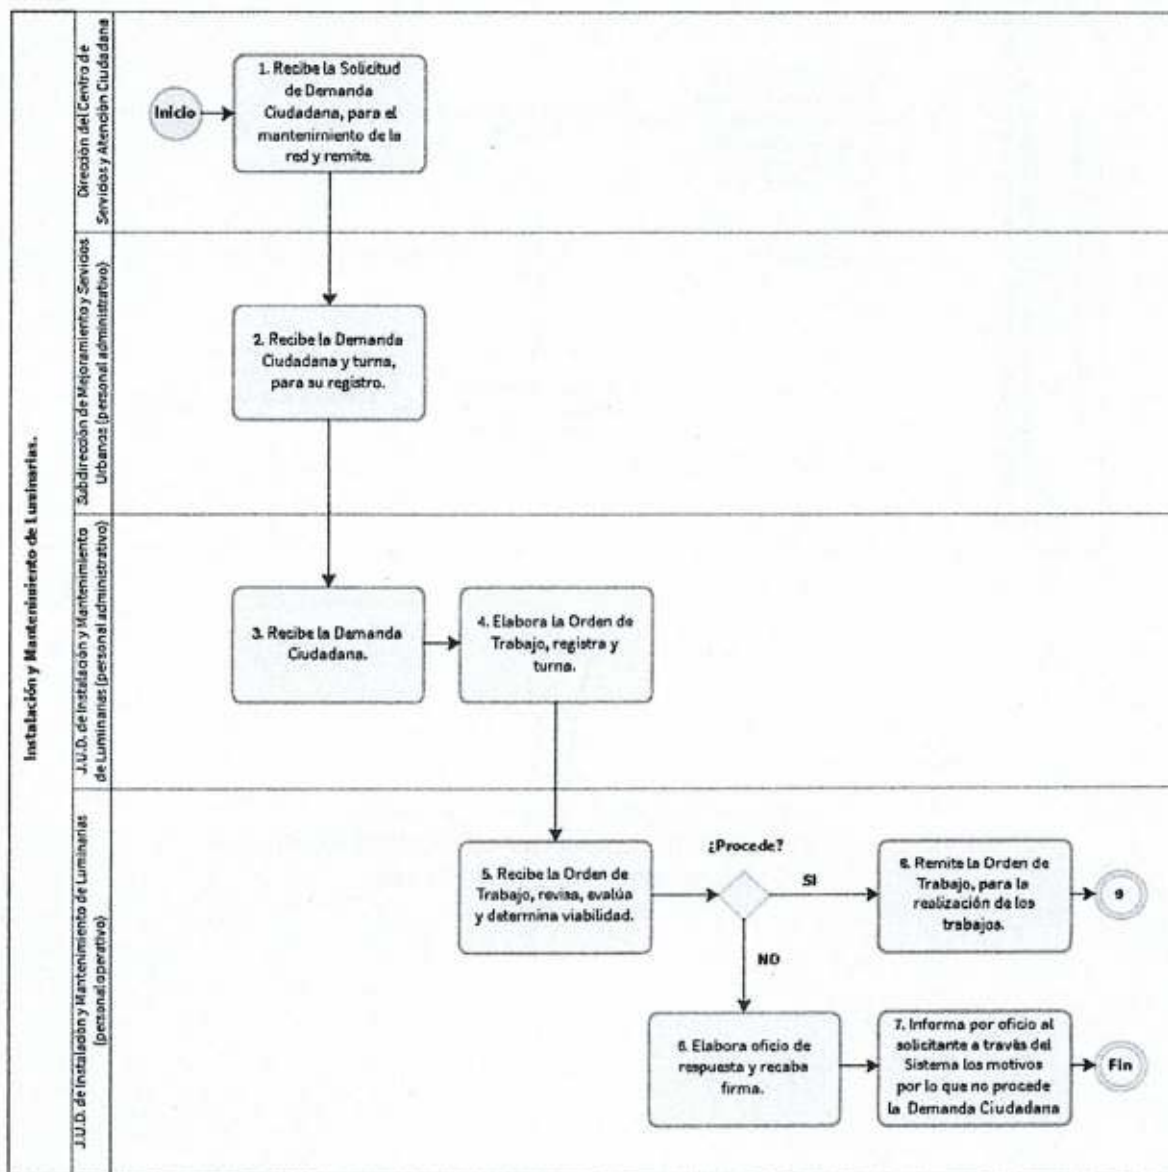 Instalación y Mantenimiento de Luminarias.
Dirección del Centro de
Servicios y Atención Ciudadana
Inicio
1. Recibe la Solicitud
de Demanda
Ciudadana, para el
mantenimiento de la
red y remite.
Subdirección de Mejoramiento y Servicios
Urbanos (personal administrativo)
2. Recibe la Demanda
Ciudadana y turna,
para su registro.
J.U.D. de Instalación y Mantenimiento
de Luminarias (personal administrativo)
3. Recibe la Demanda
Ciudadana.
4. Elabora la Orden de
Trabajo, registra y
turna.
J.U.D. de Instalación y Mantenimiento de Luminarias
(personal operativo)
5. Recibe la Orden de
Trabajo, revisa, evalúa
y determina viabilidad.
¿Procede?
SI
8. Remite la Orden de
Trabajo, para la
realización de los
trabajos.
9
NO
6. Elabora oficio de
respuesta y recaba
firma.
7. Informa por oficio al
solicitante a través del
Sistema los motivos
por lo que no procede
la Demanda Ciudadana
Fin